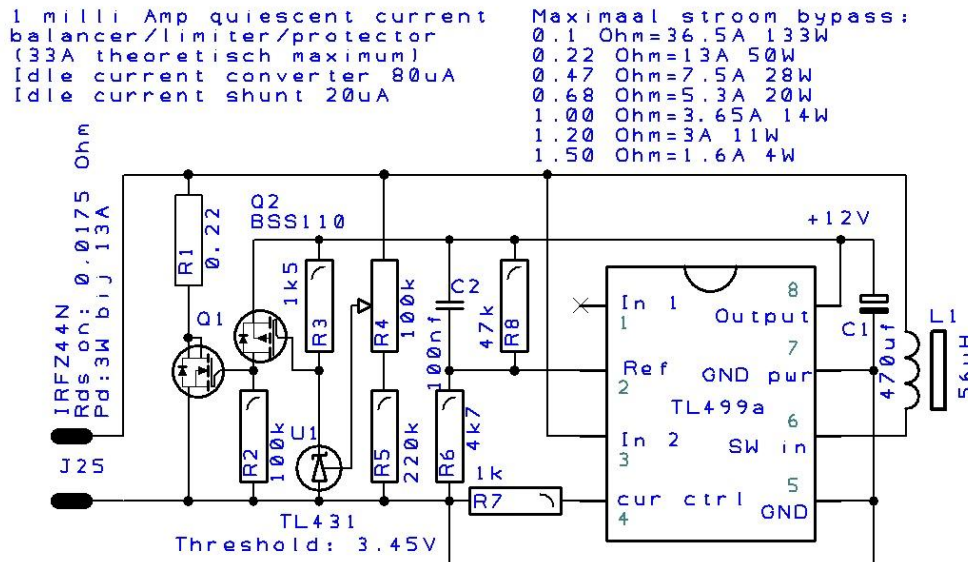 1 milli Amp quiescent current
balancer/limiter/protector
(33A theoretisch maximum)
Idle current converter 80uA
Idle current shunt 20uA
Maximaal stroom bypass:
0.1 Ohm=36.5A 133W
0.22 Ohm=13A 50W
0.47 Ohm=7.5A 28W
0.68 Ohm=5.3A 20W
1.00 Ohm=3.65A 14W
1.20 Ohm=3A 11W
1.50 Ohm=1.6A 4W
IRFZ44N
Rds on: 0.0175 Ohm
Pd:3W bij 13A
J25
R1
0.22
Q1
Q2
BSS110
R2
100k
1k5
R3
U1
TL431
Threshold: 3.45V
R4
100k
R5
220k
C2
100nf
R6
4k7
47k
R8
1k
R7
+12V
In 1
1
Ref
2
In 2
3
cur ctrl
4
TL499a
8
Output
7
GND pwr
6
SW in
5
GND
C1
470uf
L1
56uH